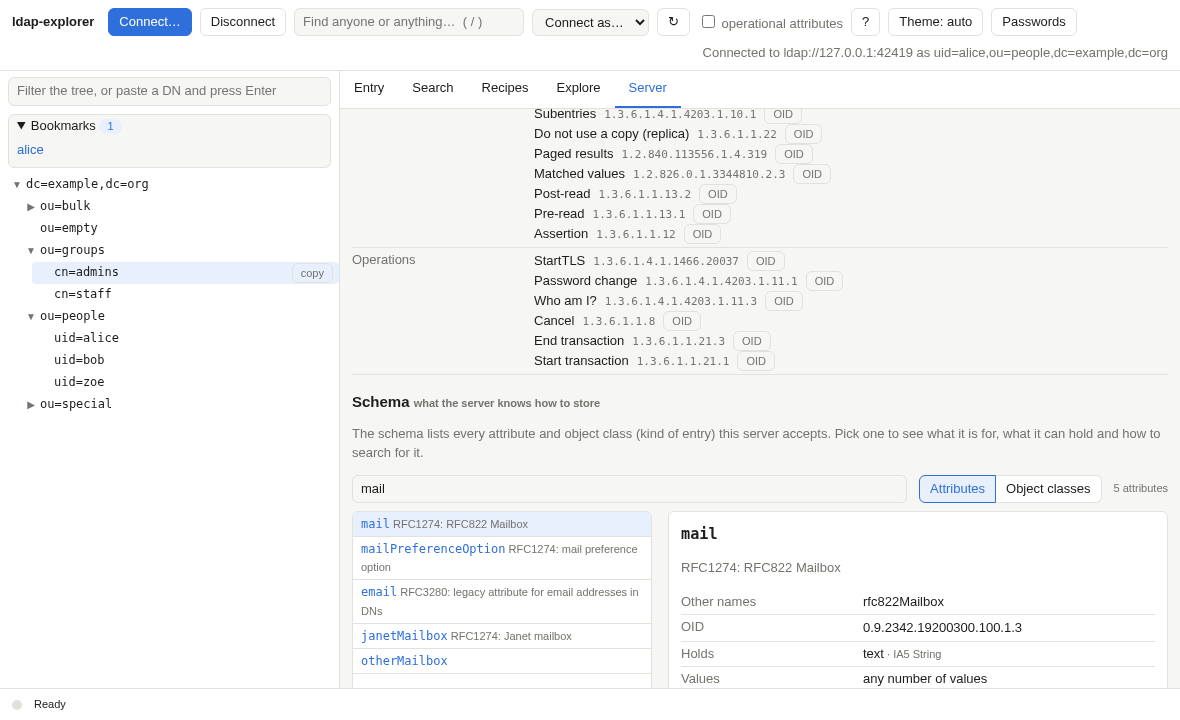 ldap-explorer Connect… Disconnect Find anyone or anything… ( / ) Connect as… ↻ operational attributes ? Theme: auto Passwords
Connected to ldap://127.0.0.1:42419 as uid=alice,ou=people,dc=example,dc=org
Filter the tree, or paste a DN and press Enter
▼ Bookmarks 1
alice
▼ dc=example,dc=org
▶ ou=bulk
ou=empty
▼ ou=groups
cn=admins copy
cn=staff
▼ ou=people
uid=alice
uid=bob
uid=zoe
▶ ou=special
Entry Search Recipes Explore Server
Subentries 1.3.6.1.4.1.4203.1.10.1 OID
Do not use a copy (replica) 1.3.6.1.1.22 OID
Paged results 1.2.840.113556.1.4.319 OID
Matched values 1.2.826.0.1.3344810.2.3 OID
Post-read 1.3.6.1.1.13.2 OID
Pre-read 1.3.6.1.1.13.1 OID
Assertion 1.3.6.1.1.12 OID
Operations StartTLS 1.3.6.1.4.1.1466.20037 OID
Password change 1.3.6.1.4.1.4203.1.11.1 OID
Who am I? 1.3.6.1.4.1.4203.1.11.3 OID
Cancel 1.3.6.1.1.8 OID
End transaction 1.3.6.1.1.21.3 OID
Start transaction 1.3.6.1.1.21.1 OID
Schema what the server knows how to store
The schema lists every attribute and object class (kind of entry) this server accepts. Pick one to see what it is for, what it can hold and how to
search for it.
mail Attributes Object classes 5 attributes
mail RFC1274: RFC822 Mailbox
mailPreferenceOption RFC1274: mail preference
option
email RFC3280: legacy attribute for email addresses in
DNs
janetMailbox RFC1274: Janet mailbox
otherMailbox
mail
RFC1274: RFC822 Mailbox
Other names rfc822Mailbox
OID 0.9.2342.19200300.100.1.3
Holds text · IA5 String
Values any number of values
Ready